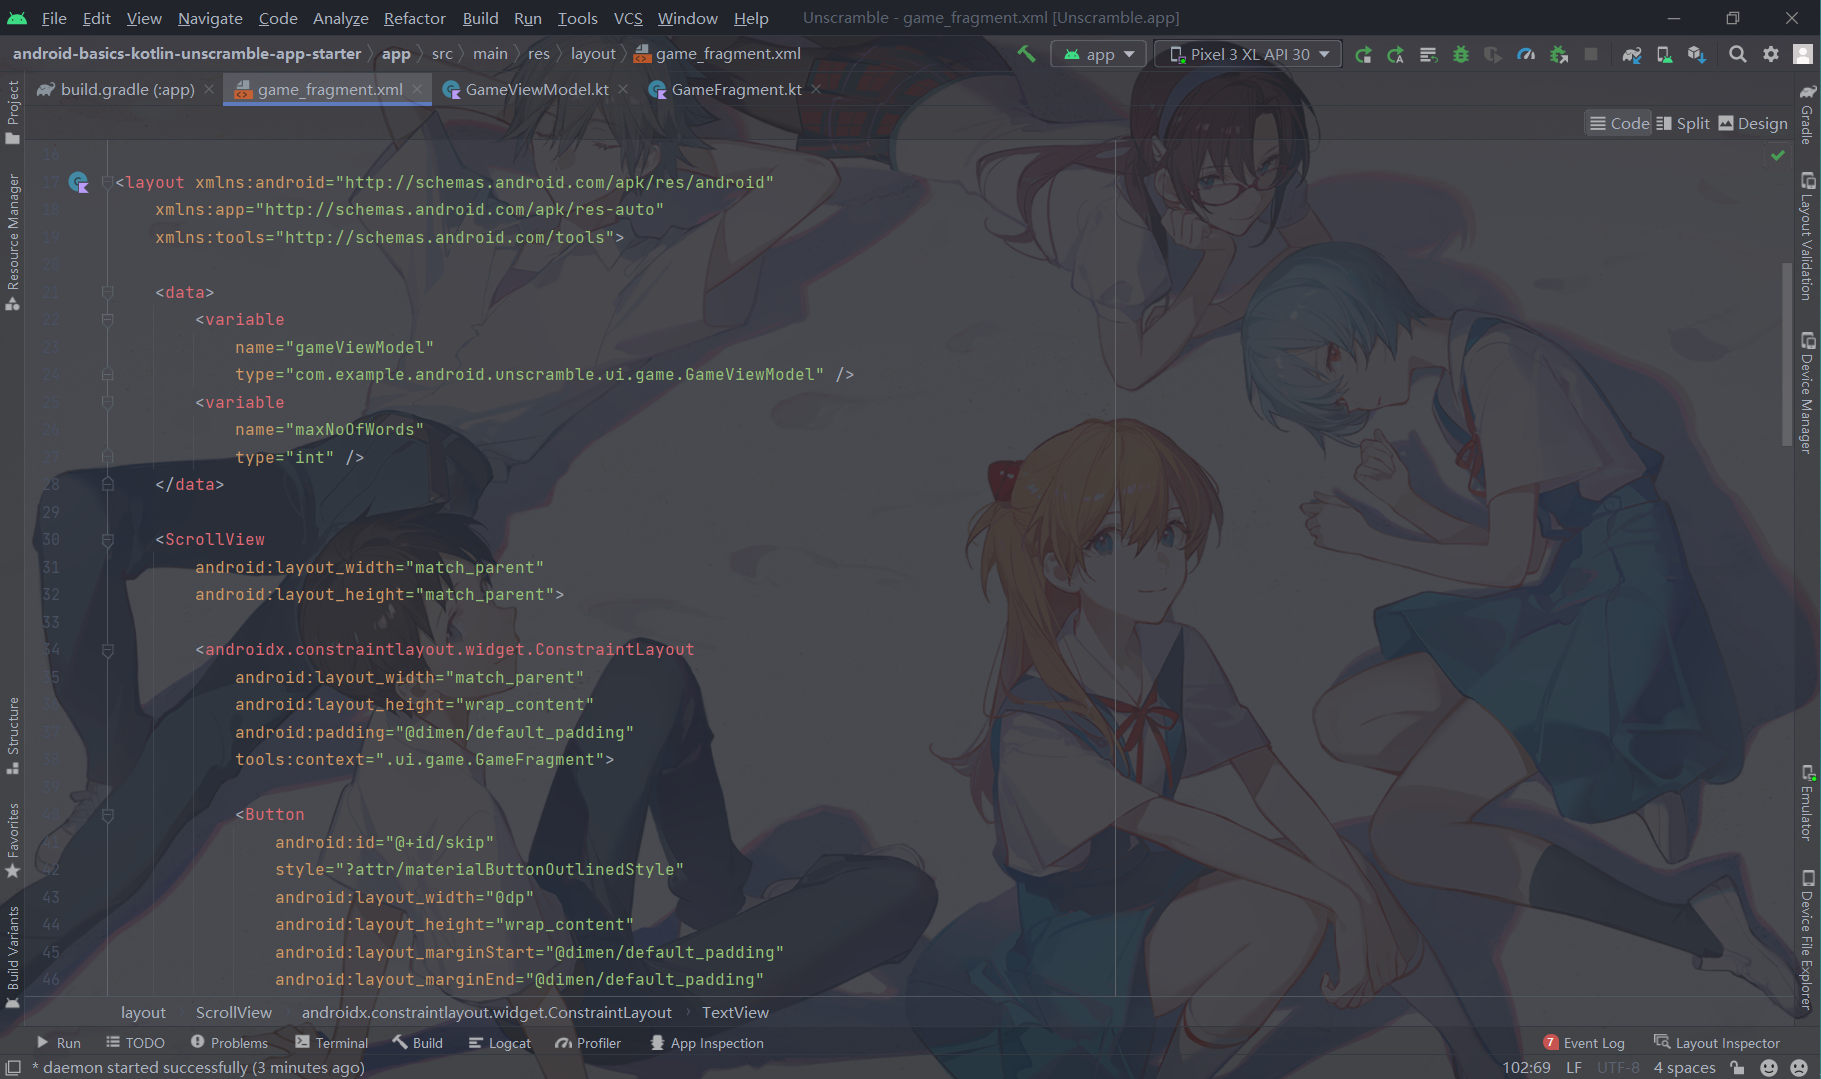 File Edit View Navigate Code Analyze Refactor Build Run Tools VCS Window Help Unscramble - game_fragment.xml [Unscramble.app]
android-basics-kotlin-unscramble-app-starter app src main res layout game_fragment.xml app Pixel 3 XL API 30
build.gradle (:app) game_fragment.xml GameViewModel.kt GameFragment.kt
Code Split Design
Project
Resource Manager
Structure
Favorites
Build Variants
16
17 <layout xmlns:android="http://schemas.android.com/apk/res/android"
18 xmlns:app="http://schemas.android.com/apk/res-auto"
19 xmlns:tools="http://schemas.android.com/tools">
20
21 <data>
22 <variable
23 name="gameViewModel"
24 type="com.example.android.unscramble.ui.game.GameViewModel" />
25 <variable
26 name="maxNoOfWords"
27 type="int" />
28 </data>
29
30 <ScrollView
31 android:layout_width="match_parent"
32 android:layout_height="match_parent">
33
34 <androidx.constraintlayout.widget.ConstraintLayout
35 android:layout_width="match_parent"
36 android:layout_height="wrap_content"
37 android:padding="@dimen/default_padding"
38 tools:context=".ui.game.GameFragment">
39
40 <Button
41 android:id="@+id/skip"
42 style="?attr/materialButtonOutlinedStyle"
43 android:layout_width="0dp"
44 android:layout_height="wrap_content"
45 android:layout_marginStart="@dimen/default_padding"
46 android:layout_marginEnd="@dimen/default_padding"
Gradle
Layout Validation
Device Manager
Emulator
Device File Explorer
layout ScrollView androidx.constraintlayout.widget.ConstraintLayout TextView
Run TODO Problems Terminal Build Logcat Profiler App Inspection 7 Event Log Layout Inspector
* daemon started successfully (3 minutes ago) 102:69 LF UTF-8 4 spaces